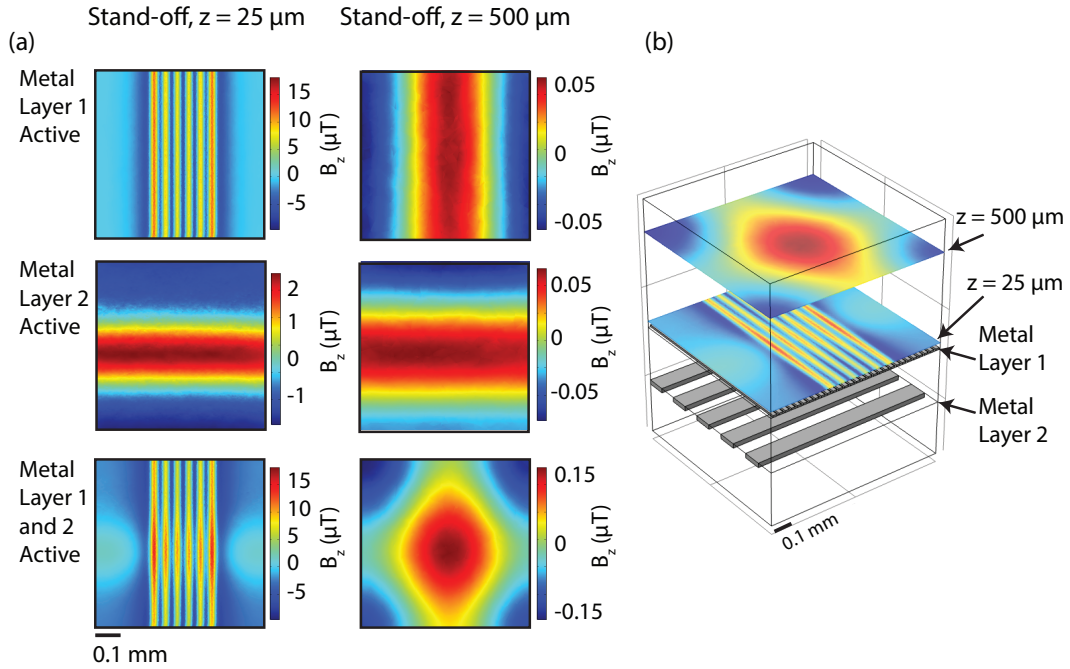 Stand-off, z = 25 µm
Stand-off, z = 500 µm
(a)
(b)
Metal
Layer 1
Active
15
10
5
0
-5
B_z (µT)
0.05
0
-0.05
B_z (µT)
Metal
Layer 2
Active
2
1
0
-1
B_z (µT)
0.05
0
-0.05
B_z (µT)
Metal
Layer 1
and 2
Active
15
10
5
0
-5
B_z (µT)
0.15
0
-0.15
B_z (µT)
0.1 mm
z = 500 µm
z = 25 µm
Metal
Layer 1
Metal
Layer 2
0.1 mm